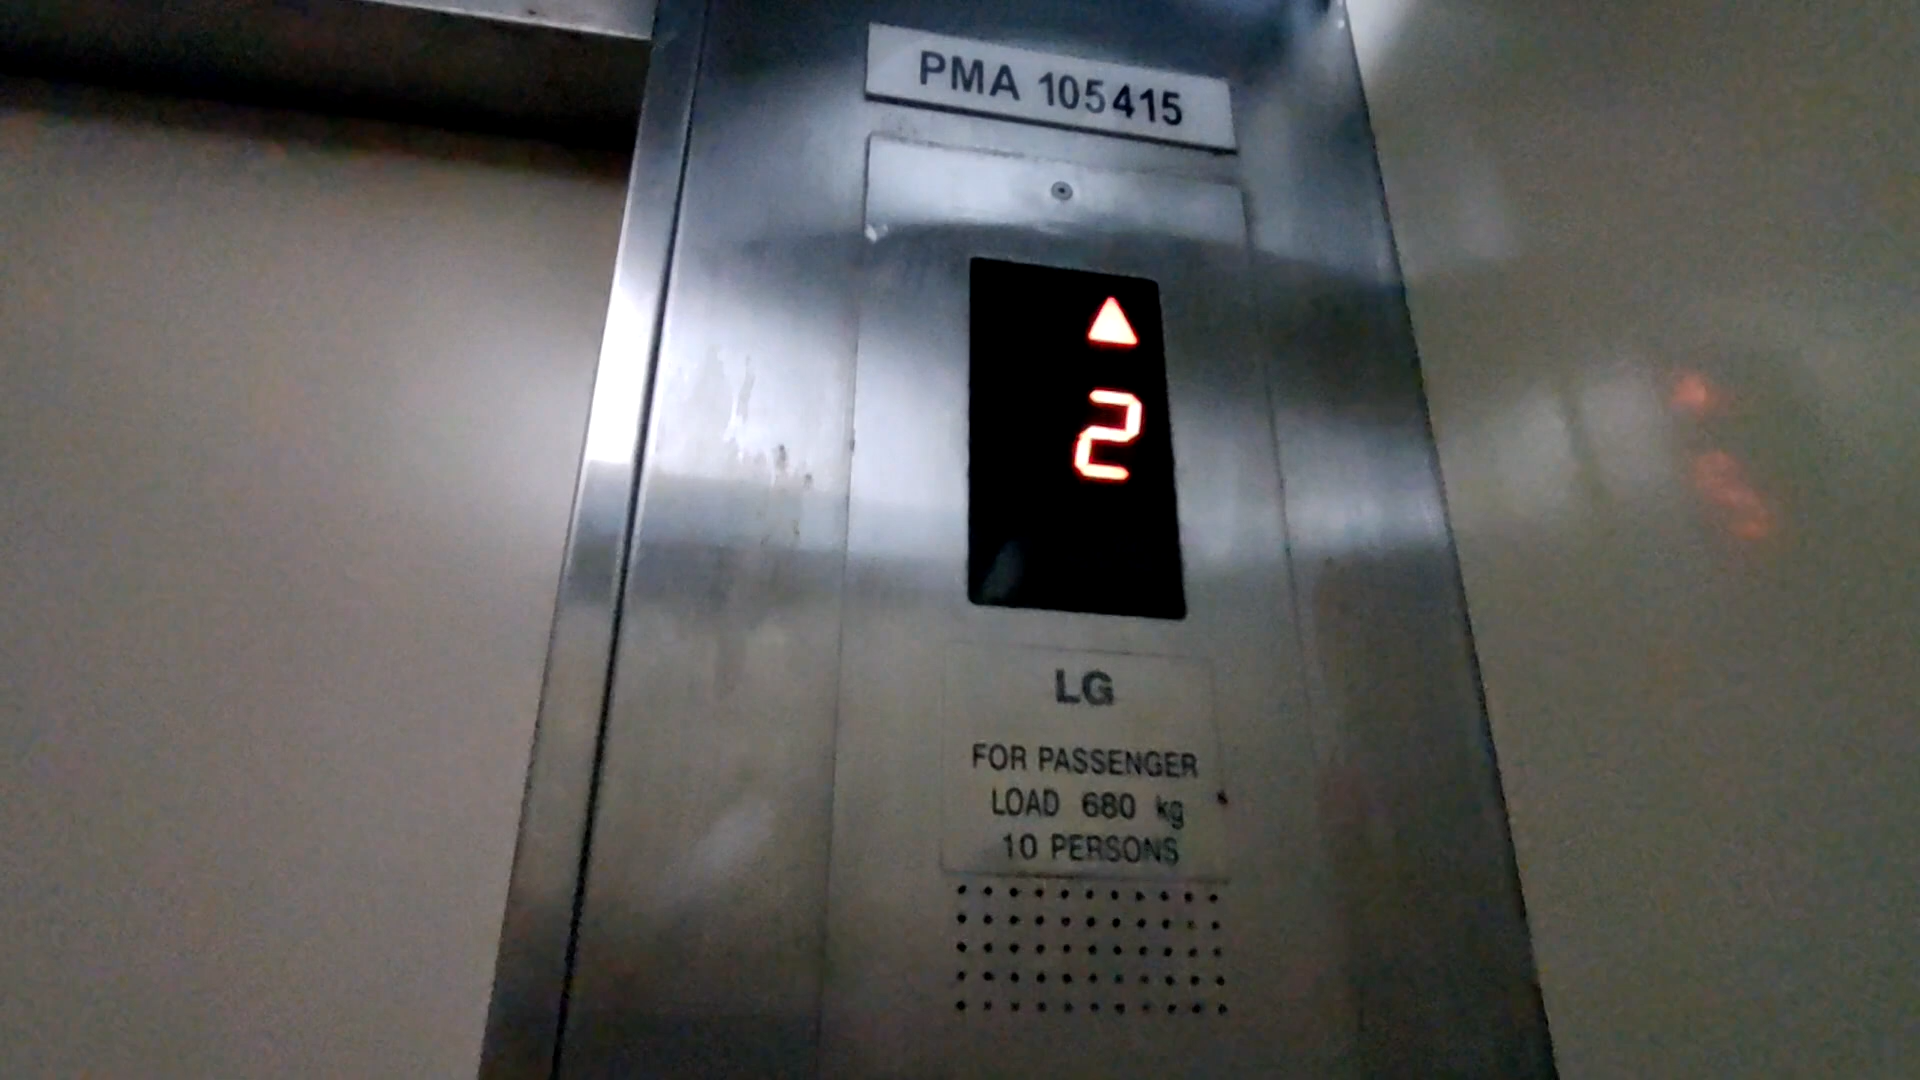 PMA 105415
2
LG
FOR PASSENGER
LOAD 680 kg
10 PERSONS